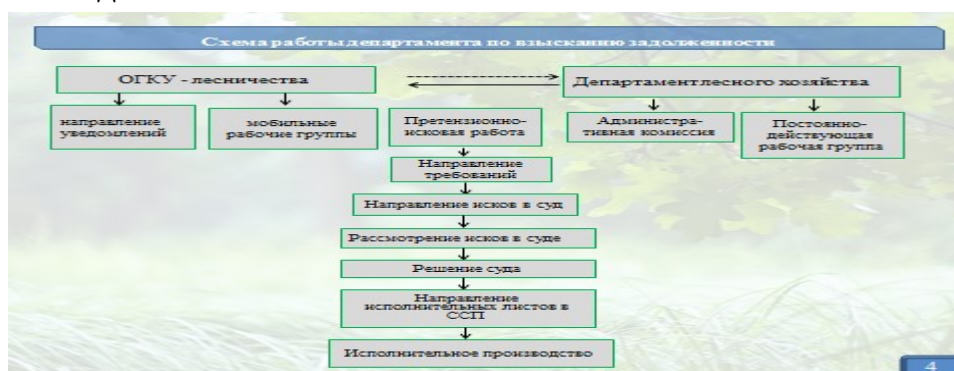 Схема работы департамента по взысканию задолженности
ОГКУ - лесничества
Департамент лесного хозяйства
направление
уведомлений
мобильные
рабочие группы
Претензионно-
исковая работа
Администра-
тивная комиссия
Постоянно-
действующая
рабочая группа
Направление
требований
Направление исков в суд
Рассмотрение исков в суде
Решение суда
Направление
исполнительных листов в
ССП
Исполнительное производство
4